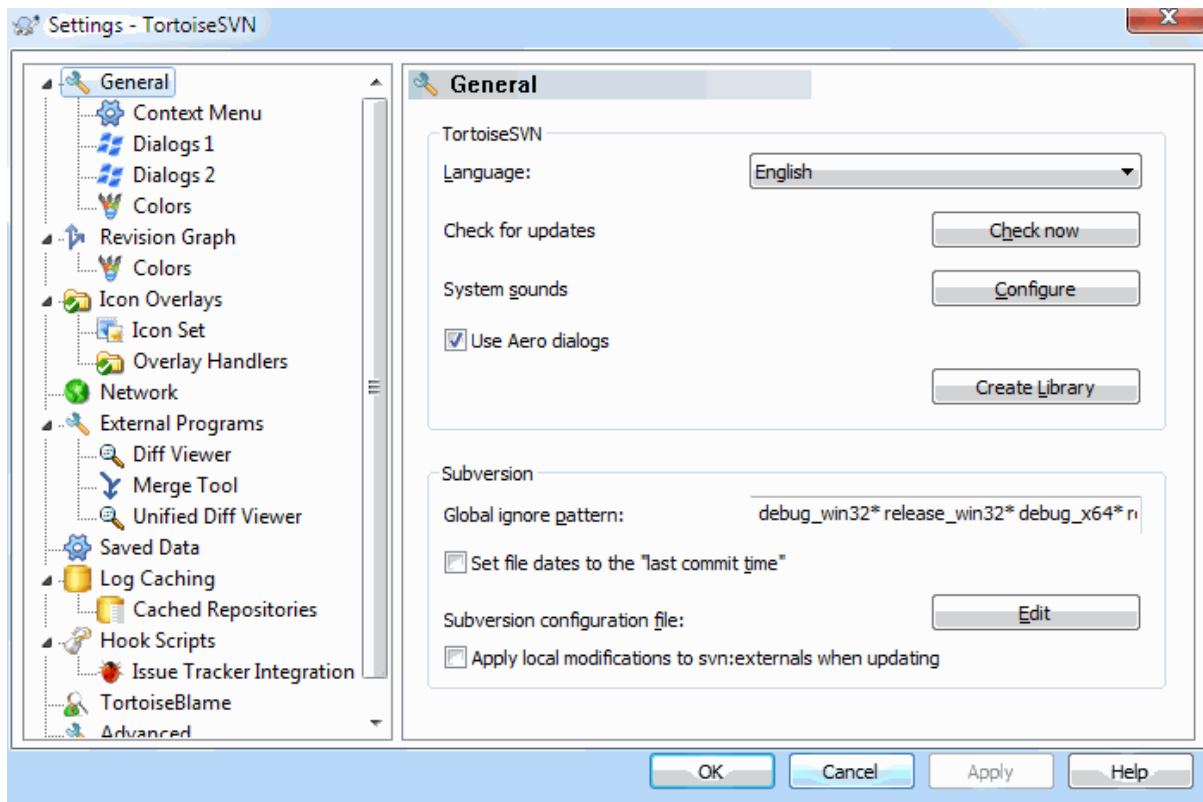 Settings - TortoiseSVN
X
General
Context Menu
Dialogs 1
Dialogs 2
Colors
Revision Graph
Colors
Icon Overlays
Icon Set
Overlay Handlers
Network
External Programs
Diff Viewer
Merge Tool
Unified Diff Viewer
Saved Data
Log Caching
Cached Repositories
Hook Scripts
Issue Tracker Integration
TortoiseBlame
Advanced
General
TortoiseSVN
Language: English
Check for updates Check now
System sounds Configure
Use Aero dialogs
Create Library
Subversion
Global ignore pattern: debug_win32* release_win32* debug_x64*
Set file dates to the "last commit time"
Subversion configuration file: Edit
Apply local modifications to svn:externals when updating
OK Cancel Apply Help